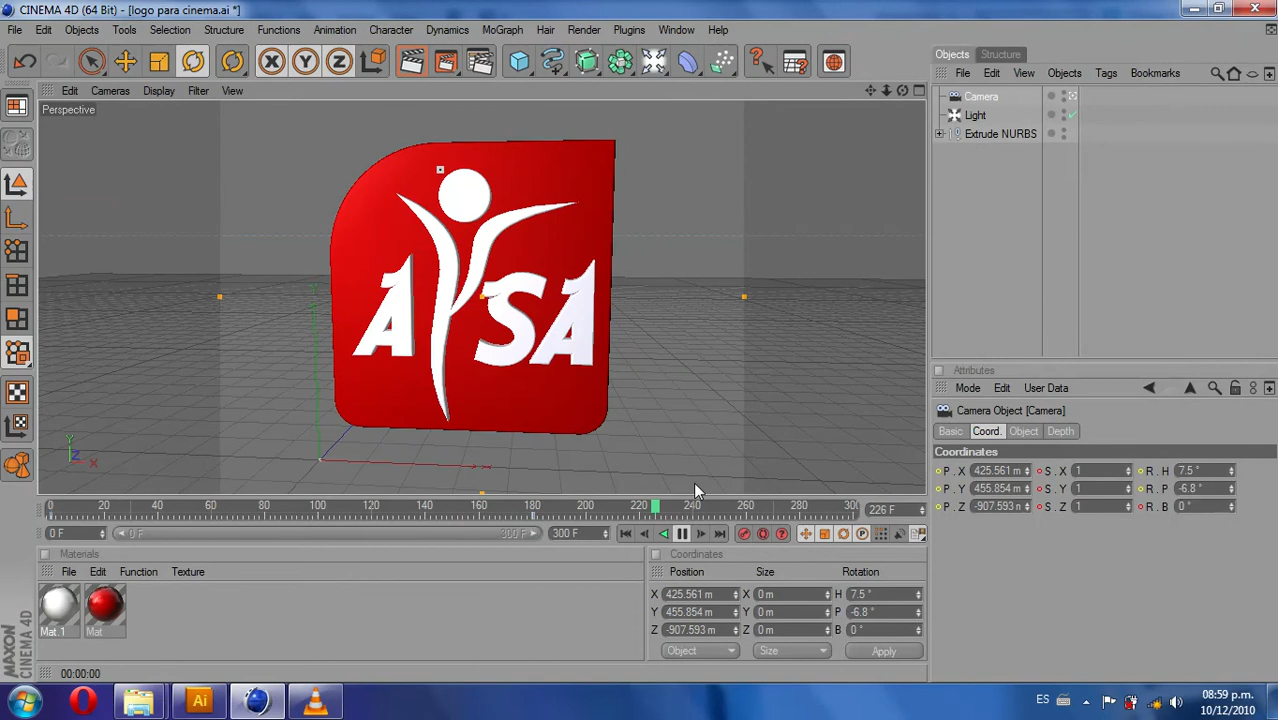 CINEMA 4D (64 Bit) - [logo para cinema.ai *]
File Edit Objects Tools Selection Structure Functions Animation Character Dynamics MoGraph Hair Render Plugins Window Help
X Y Z
Objects Structure
File Edit View Objects Tags Bookmarks
Edit Cameras Display Filter View
Perspective
Camera
Light
Extrude NURBS
AYSA
Y
Z X
Attributes
Mode Edit User Data
Camera Object [Camera]
Basic Coord. Object Depth
Coordinates
P . X 425.561 m S . X 1 R . H 7.5 °
P . Y 455.854 m S . Y 1 R . P -6.8 °
P . Z -907.593 m S . Z 1 R . B 0 °
0 20 40 60 80 100 120 140 160 180 200 220 240 260 280 300 226 F
0 F 0 F 300 F 300 F
Materials
File Edit Function Texture
Mat.1 Mat
Coordinates
Position Size Rotation
X 425.561 m X 0 m H 7.5 °
Y 455.854 m Y 0 m P -6.8 °
Z -907.593 m Z 0 m B 0 °
Object Size Apply
MAXON
CINEMA 4D
00:00:00
Ai
ES
08:59 p.m.
10/12/2010